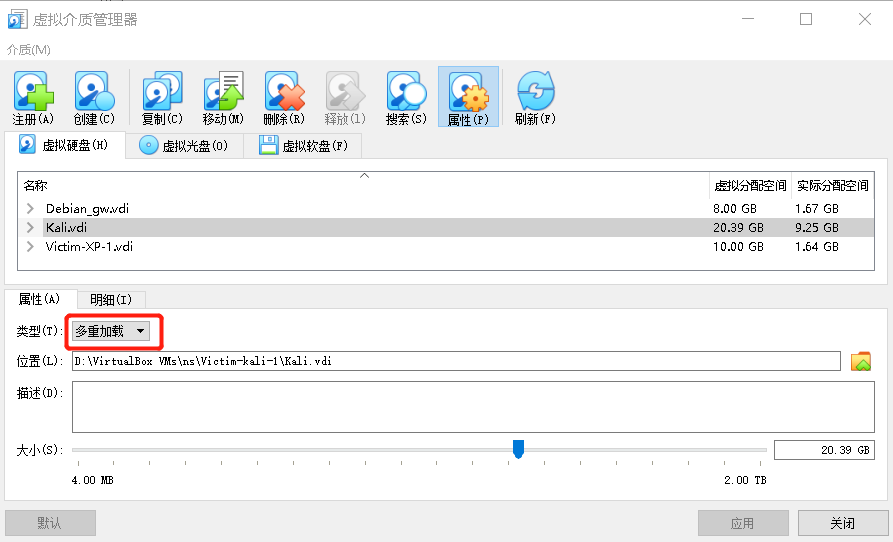 虚拟介质管理器
介质(M)
注册(A) 创建(C) 复制(C) 移动(M) 删除(R) 释放(l) 搜索(S) 属性(P) 刷新(F)
虚拟硬盘(H) 虚拟光盘(O) 虚拟软盘(F)
名称 虚拟分配空间 实际分配空间
Debian_gw.vdi 8.00 GB 1.67 GB
Kali.vdi 20.39 GB 9.25 GB
Victim-XP-1.vdi 10.00 GB 1.64 GB
属性(A) 明细(I)
类型(T): 多重加载
位置(L): D:\VirtualBox VMs\ns\Victim-kali-1\Kali.vdi
描述(D):
大小(S): 20.39 GB
4.00 MB 2.00 TB
默认 应用 关闭